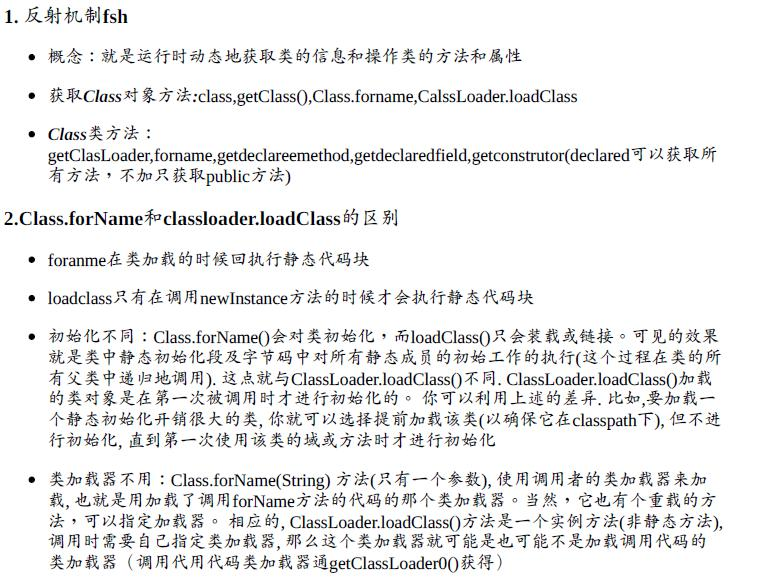 1. 反射机制fsh
• 概念：就是运行时动态地获取类的信息和操作类的方法和属性
• 获取Class对象方法:class,getClass(),Class.forname,CalssLoader.loadClass
• Class类方法：
getClasLoader,forname,getdeclareemethod,getdeclaredfield,getconstrutor(declared可以获取所
有方法，不加只获取public方法)
2.Class.forName和classloader.loadClass的区别
• foranme在类加载的时候回执行静态代码块
• loadclass只有在调用newInstance方法的时候才会执行静态代码块
• 初始化不同：Class.forName()会对类初始化，而loadClass()只会装载或链接。可见的效果
就是类中静态初始化段及字节码中对所有静态成员的初始工作的执行(这个过程在类的所
有父类中递归地调用). 这点就与ClassLoader.loadClass()不同. ClassLoader.loadClass()加载
的类对象是在第一次被调用时才进行初始化的。 你可以利用上述的差异. 比如,要加载一
个静态初始化开销很大的类, 你就可以选择提前加载该类(以确保它在classpath下), 但不进
行初始化, 直到第一次使用该类的域或方法时才进行初始化
• 类加载器不用：Class.forName(String) 方法(只有一个参数), 使用调用者的类加载器来加
载, 也就是用加载了调用forName方法的代码的那个类加载器。当然，它也有个重载的方
法，可以指定加载器。 相应的, ClassLoader.loadClass()方法是一个实例方法(非静态方法),
调用时需要自己指定类加载器, 那么这个类加载器就可能是也可能不是加载调用代码的
类加载器（调用代用代码类加载器通getClassLoader0()获得）